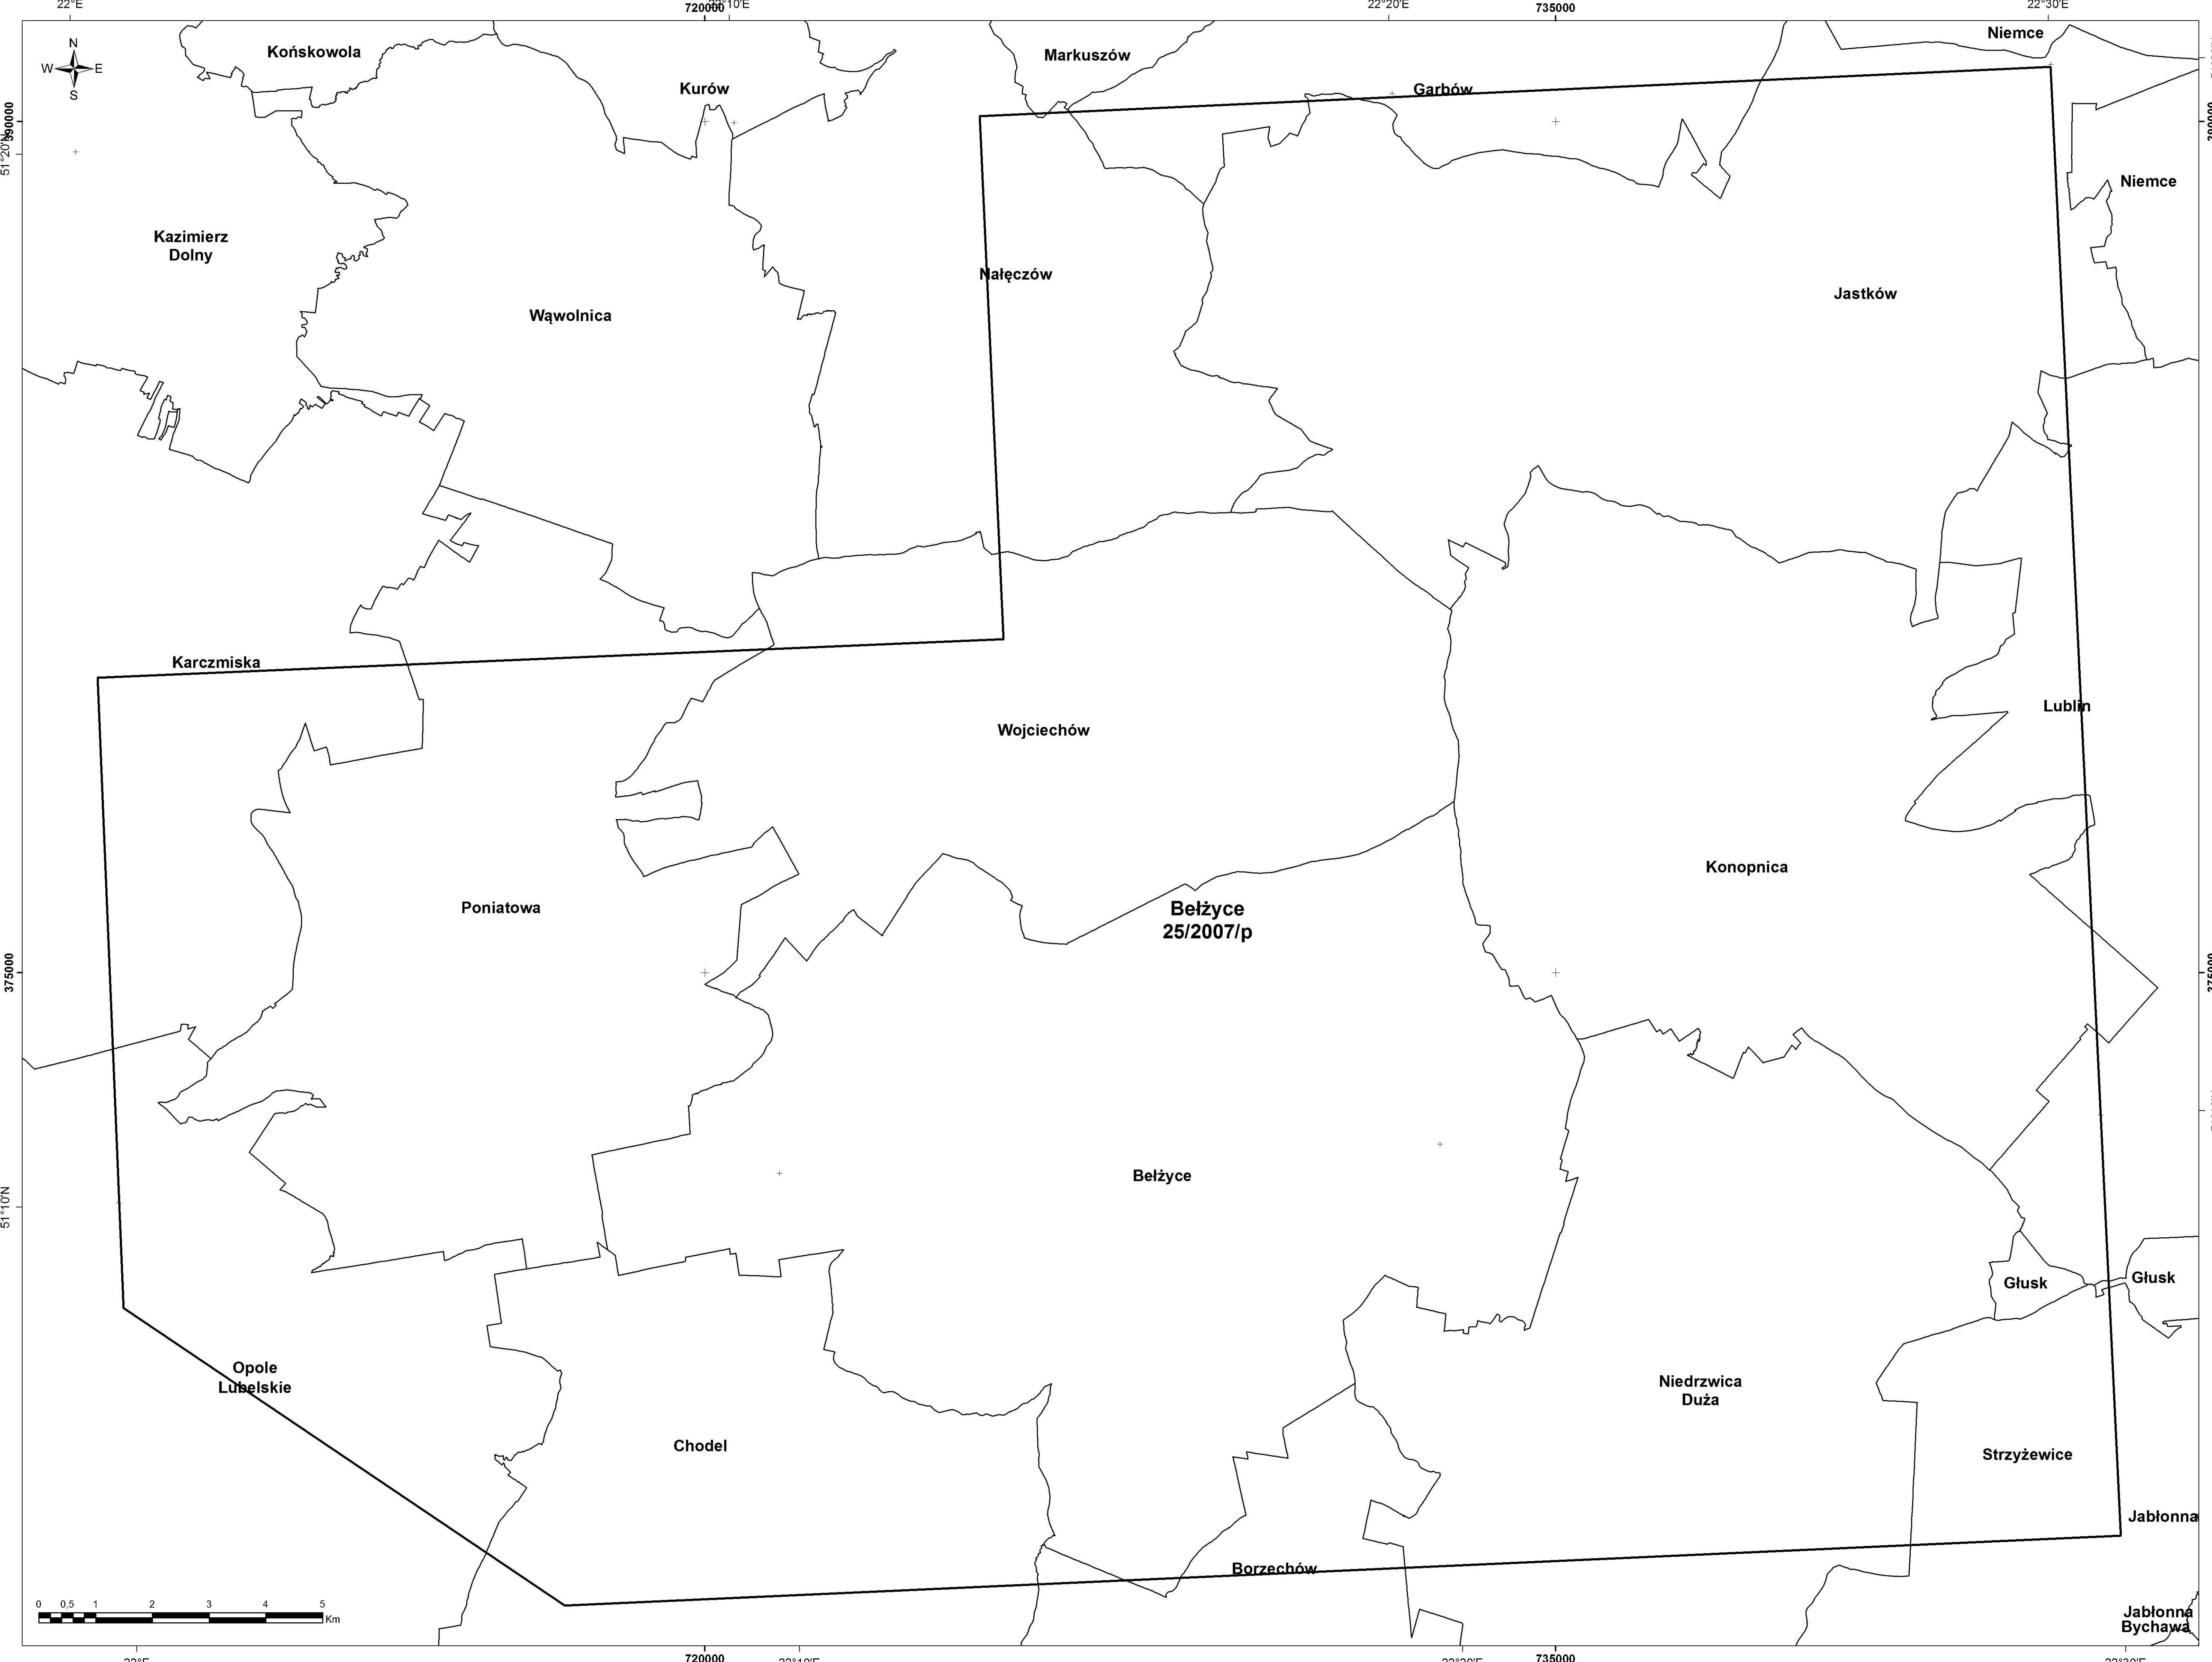 22°E
720000
22°10'E
22°20'E
735000
22°30'E
N
W
E
S
Końskowola
Kurów
Markuszów
Garbów
Niemce
Niemce
51°20'N
Kazimierz
Dolny
Wąwolnica
Nałęczów
Jastków
Karczmiska
Wojciechów
Lublin
Konopnica
Poniatowa
Bełżyce
25/2007/p
375000
Bełżyce
51°10'N
Głusk
Głusk
Opole
Lubelskie
Niedrzwica
Duża
Chodel
Strzyżewice
Jabłonna
Borzechów
Jabłonna
Bychawa
0 0,5 1 2 3 4 5
Km
720000
735000